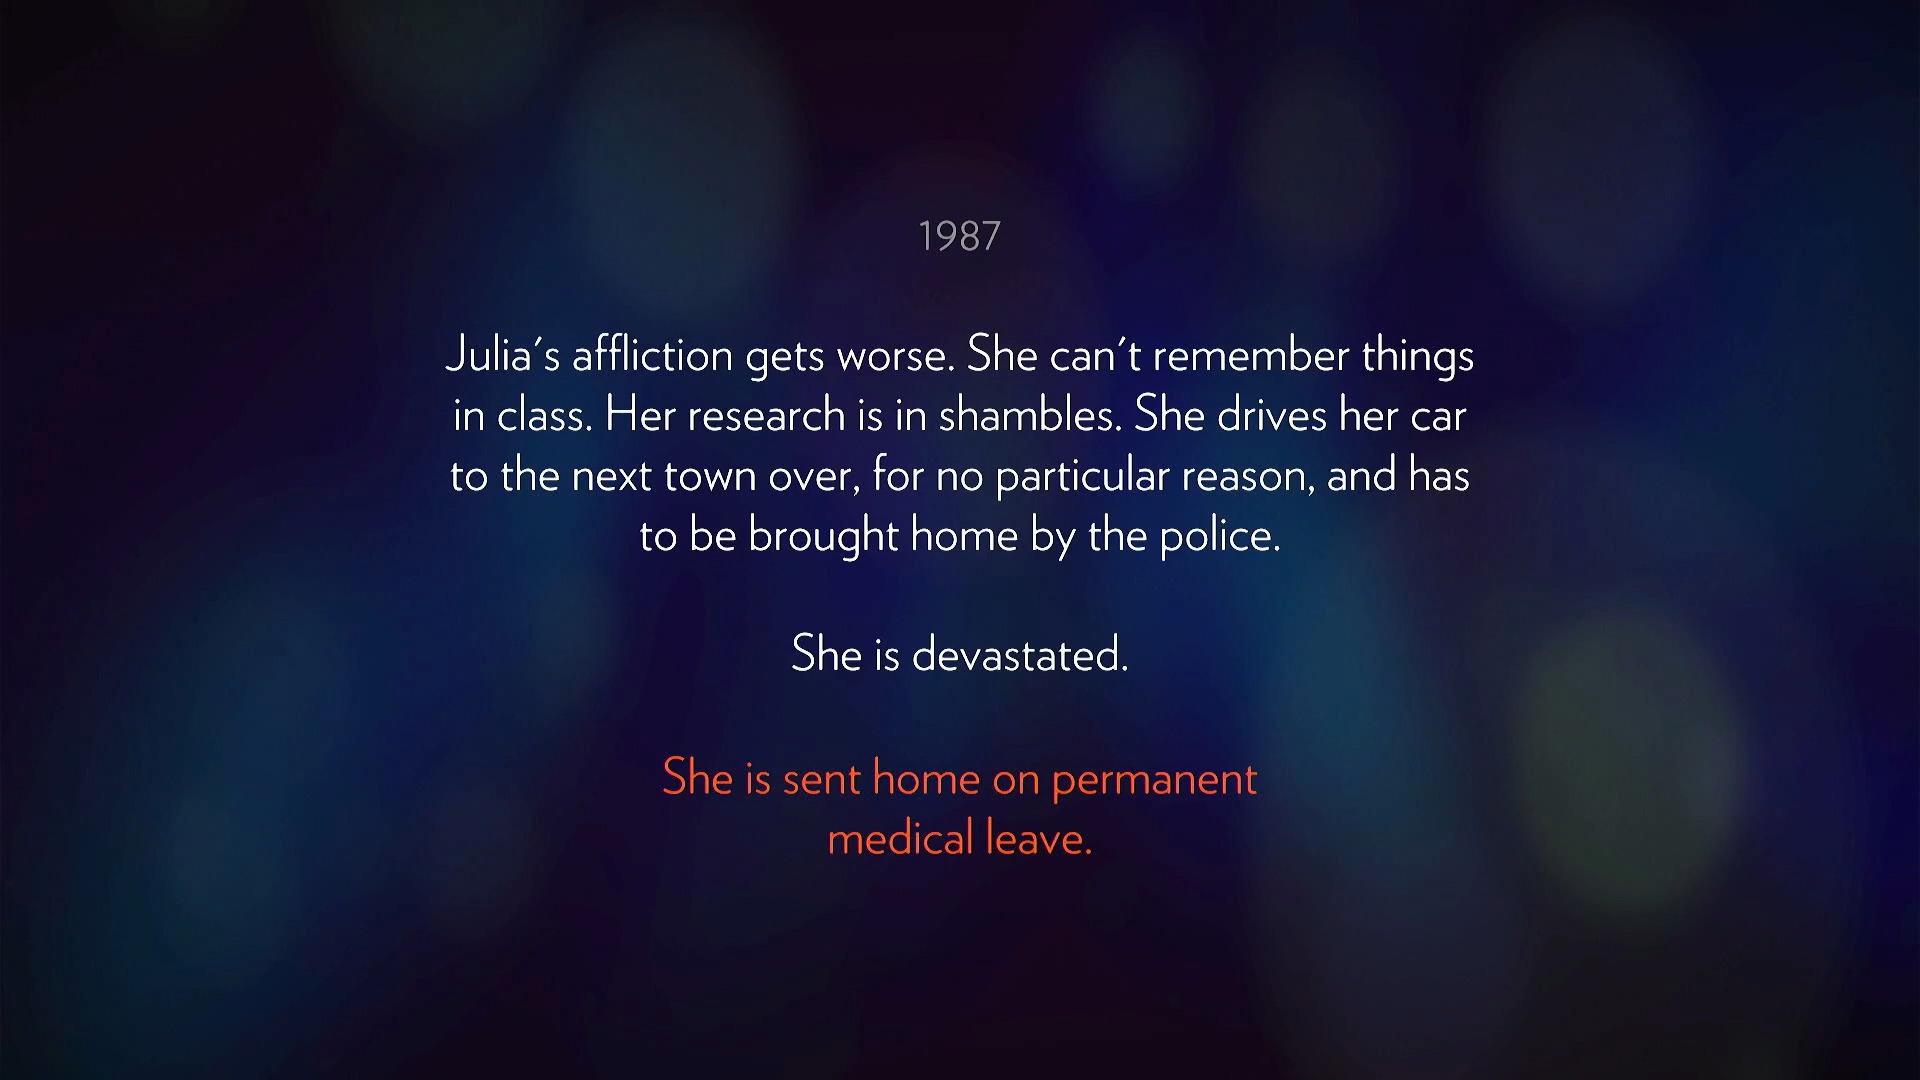 1987
Julia's affliction gets worse. She can't remember things
in class. Her research is in shambles. She drives her car
to the next town over, for no particular reason, and has
to be brought home by the police.
She is devastated.
She is sent home on permanent
medical leave.